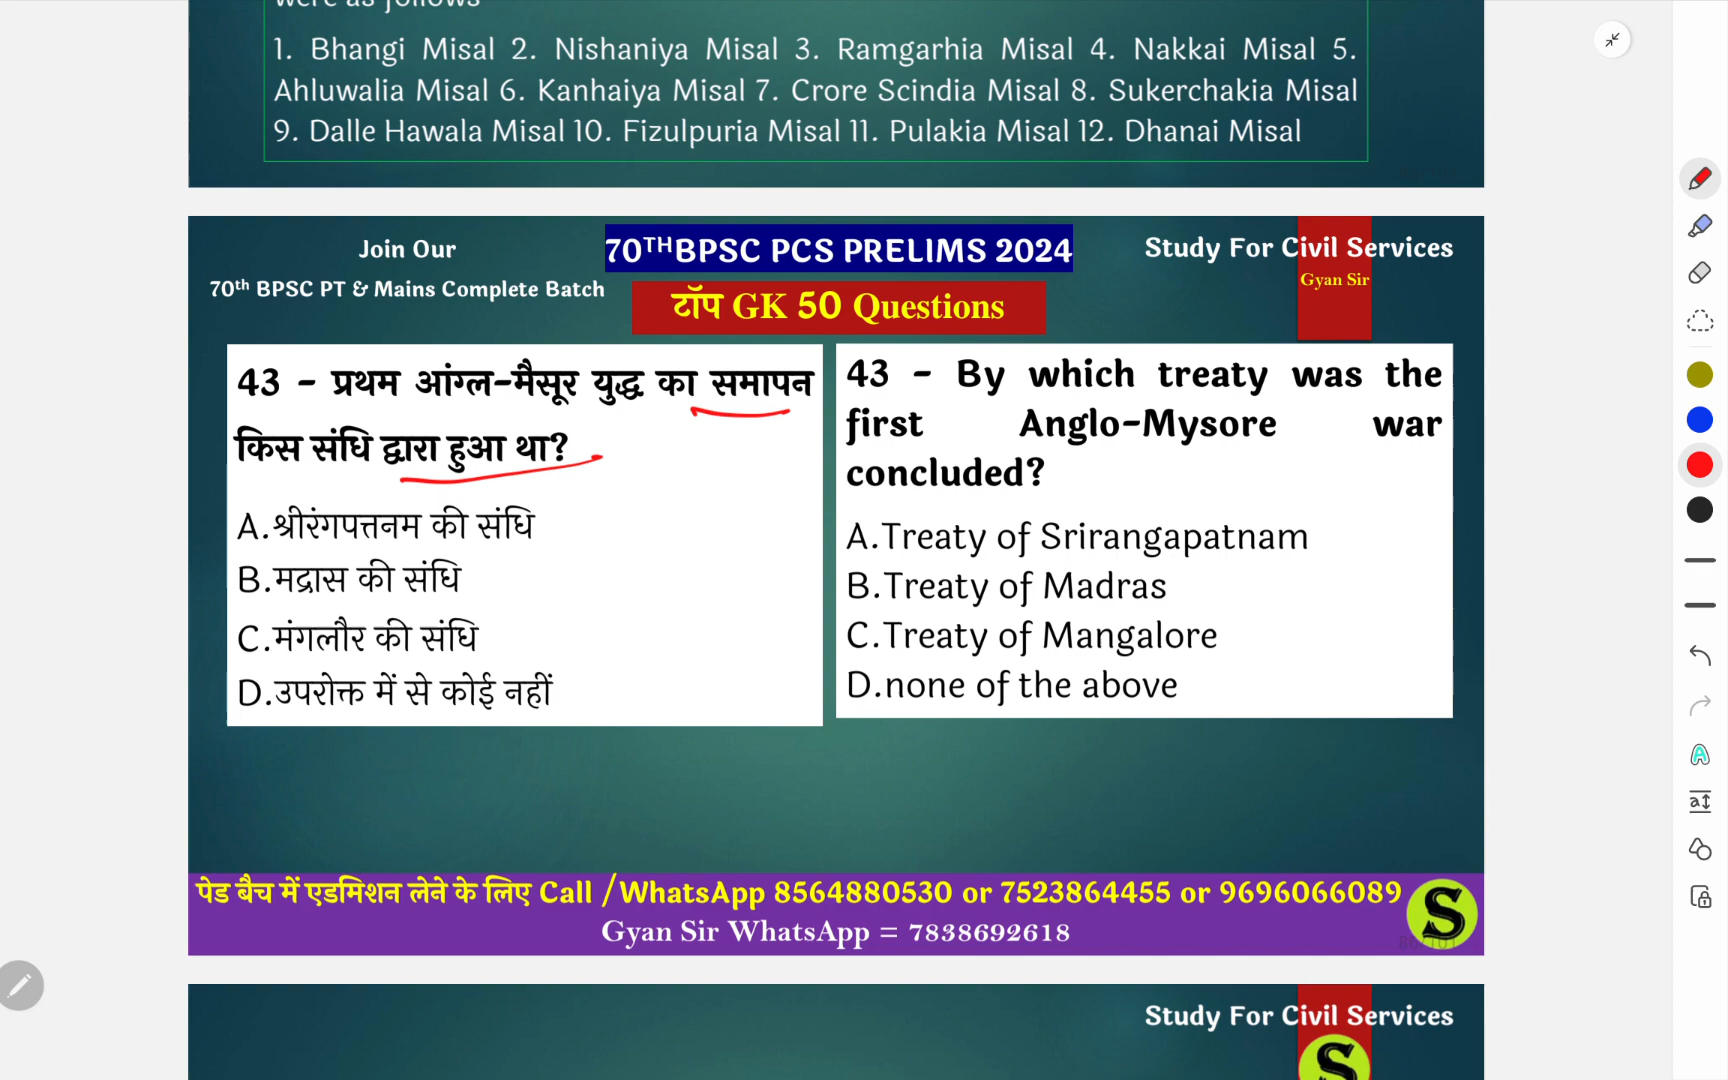 were as follows
1. Bhangi Misal 2. Nishaniya Misal 3. Ramgarhia Misal 4. Nakkai Misal 5.
Ahluwalia Misal 6. Kanhaiya Misal 7. Crore Scindia Misal 8. Sukerchakia Misal
9. Dalle Hawala Misal 10. Fizulpuria Misal 11. Pulakia Misal 12. Dhanai Misal
Join Our
70th BPSC PT & Mains Complete Batch
70THBPSC PCS PRELIMS 2024
टॉप GK 50 Questions
Study For Civil Services
Gyan Sir
43 - प्रथम आंग्ल-मैसूर युद्ध का समापन
किस संधि द्वारा हुआ था?
A.श्रीरंगपत्तनम की संधि
B.मद्रास की संधि
C.मंगलौर की संधि
D.उपरोक्त में से कोई नहीं
43 - By which treaty was the
first Anglo-Mysore war
concluded?
A.Treaty of Srirangapatnam
B.Treaty of Madras
C.Treaty of Mangalore
D.none of the above
पेड बैच में एडमिशन लेने के लिए Call /WhatsApp 8564880530 or 7523864455 or 9696066089
Gyan Sir WhatsApp = 7838692618
S
Study For Civil Services
S